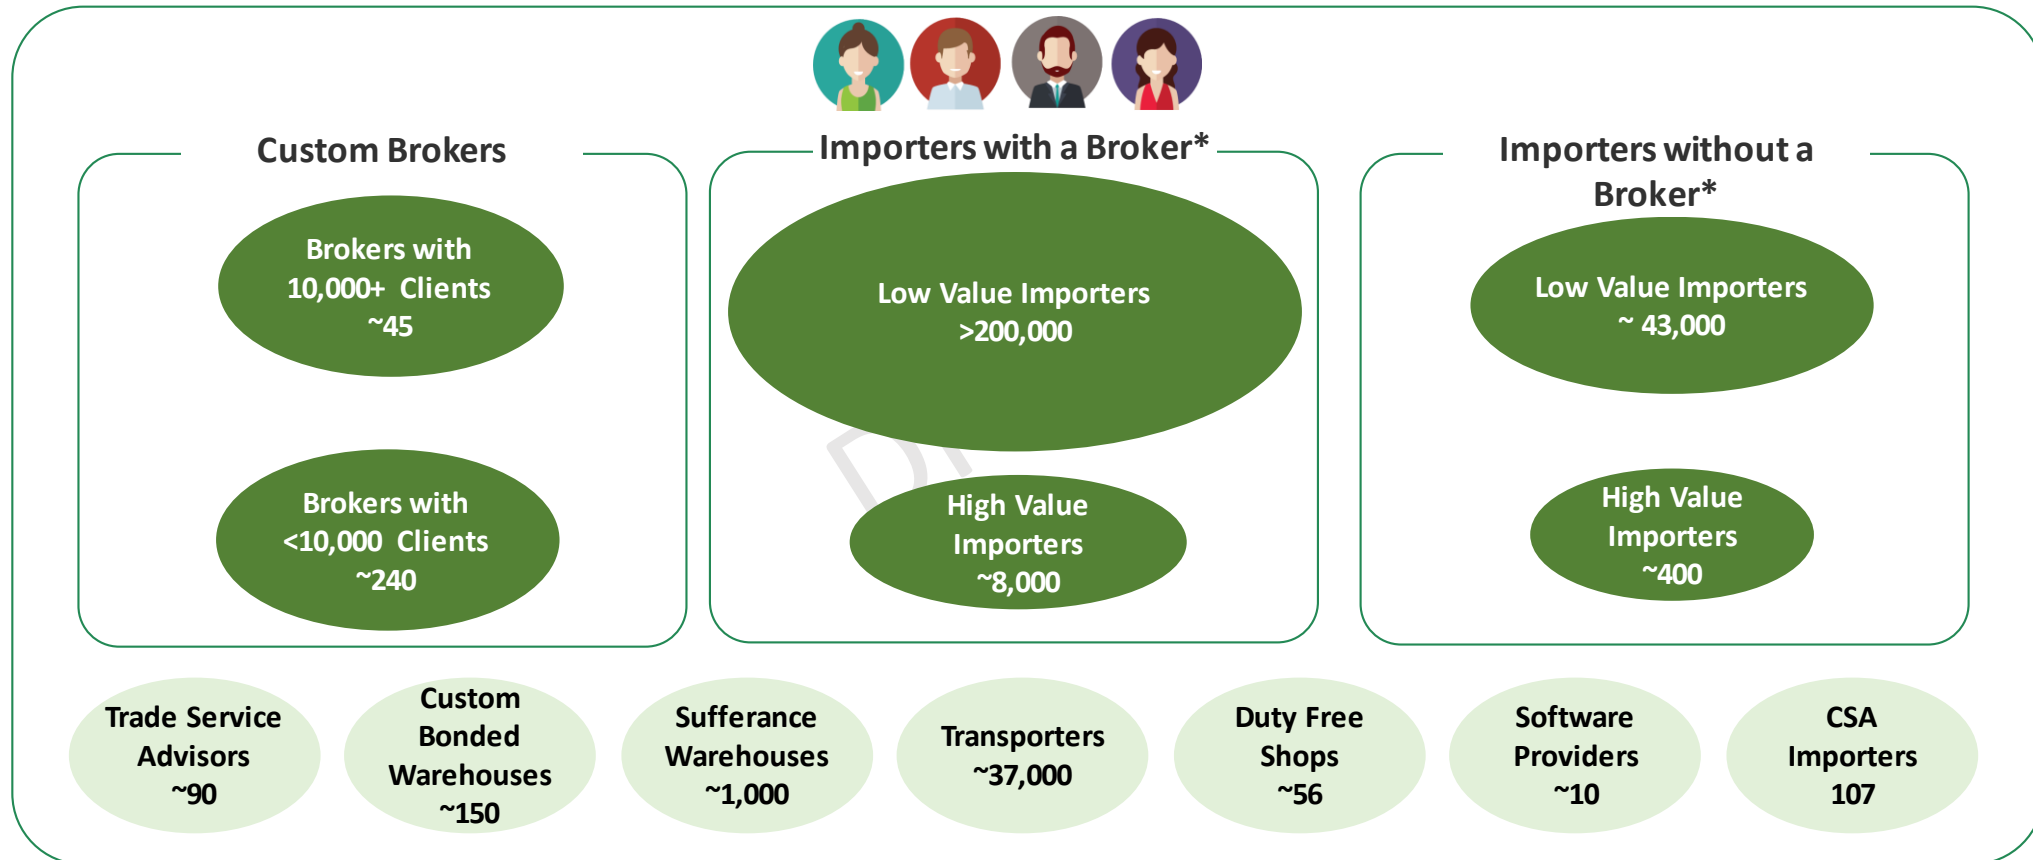 Custom Brokers
Brokers with
10,000+ Clients
~45
Brokers with
<10,000 Clients
~240
Importers with a Broker*
Low Value Importers
>200,000
High Value
Importers
~8,000
Importers without a
Broker*
Low Value Importers
~ 43,000
High Value
Importers
~400
Trade Service
Advisors
~90
Custom
Bonded
Warehouses
~150
Sufferance
Warehouses
~1,000
Transporters
~37,000
Duty Free
Shops
~56
Software
Providers
~10
CSA
Importers
107